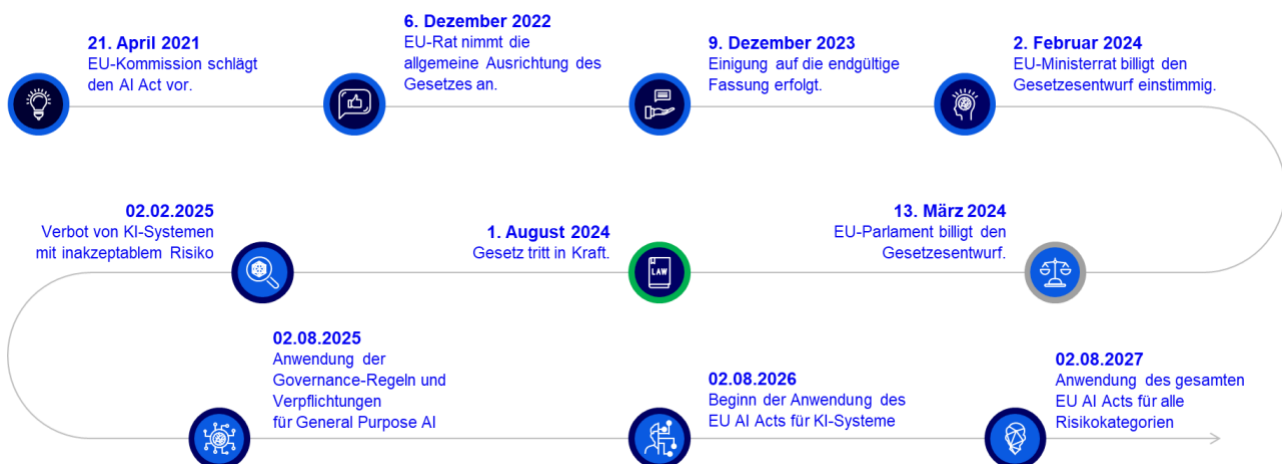 21. April 2021
EU-Kommission schlägt
den AI Act vor.
6. Dezember 2022
EU-Rat nimmt die
allgemeine Ausrichtung des
Gesetzes an.
9. Dezember 2023
Einigung auf die endgültige
Fassung erfolgt.
2. Februar 2024
EU-Ministerrat billigt den
Gesetzesentwurf einstimmig.
13. März 2024
EU-Parlament billigt den
Gesetzesentwurf.
1. August 2024
Gesetz tritt in Kraft.
LAW
02.02.2025
Verbot von KI-Systemen
mit inakzeptablem Risiko
02.08.2025
Anwendung der
Governance-Regeln und
Verpflichtungen
für General Purpose AI
02.08.2026
Beginn der Anwendung des
EU AI Acts für KI-Systeme
02.08.2027
Anwendung des gesamten
EU AI Acts für alle
Risikokategorien